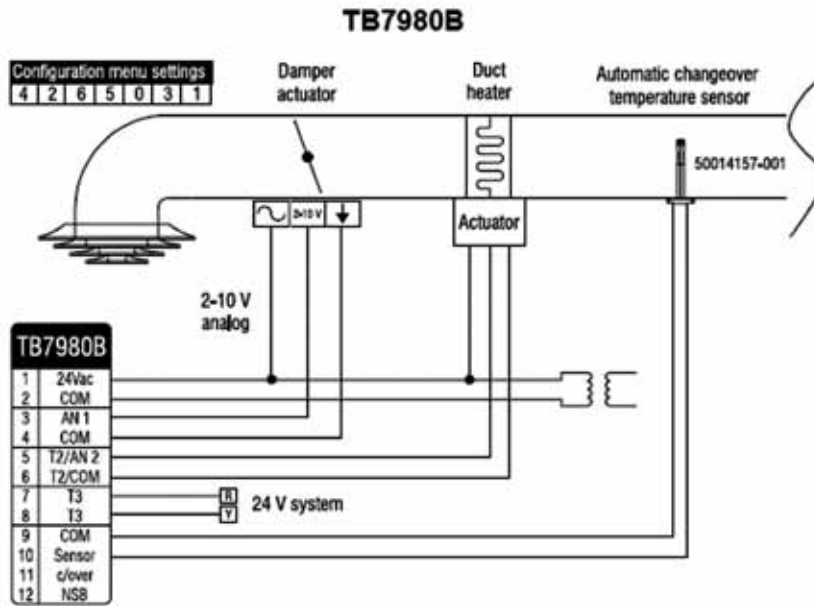 TB7980B
Configuration menu settings
4 2 6 5 0 3 1
Damper
actuator
Duct
heater
Automatic changeover
temperature sensor
50014157-001
2-10 V
Actuator
2-10 V
analog
TB7980B
1 24Vac
2 COM
3 AN 1
4 COM
5 T2/AN 2
6 T2/COM
7 T3
8 T3
9 COM
10 Sensor
11 c/over
12 NSB
R
Y
24 V system